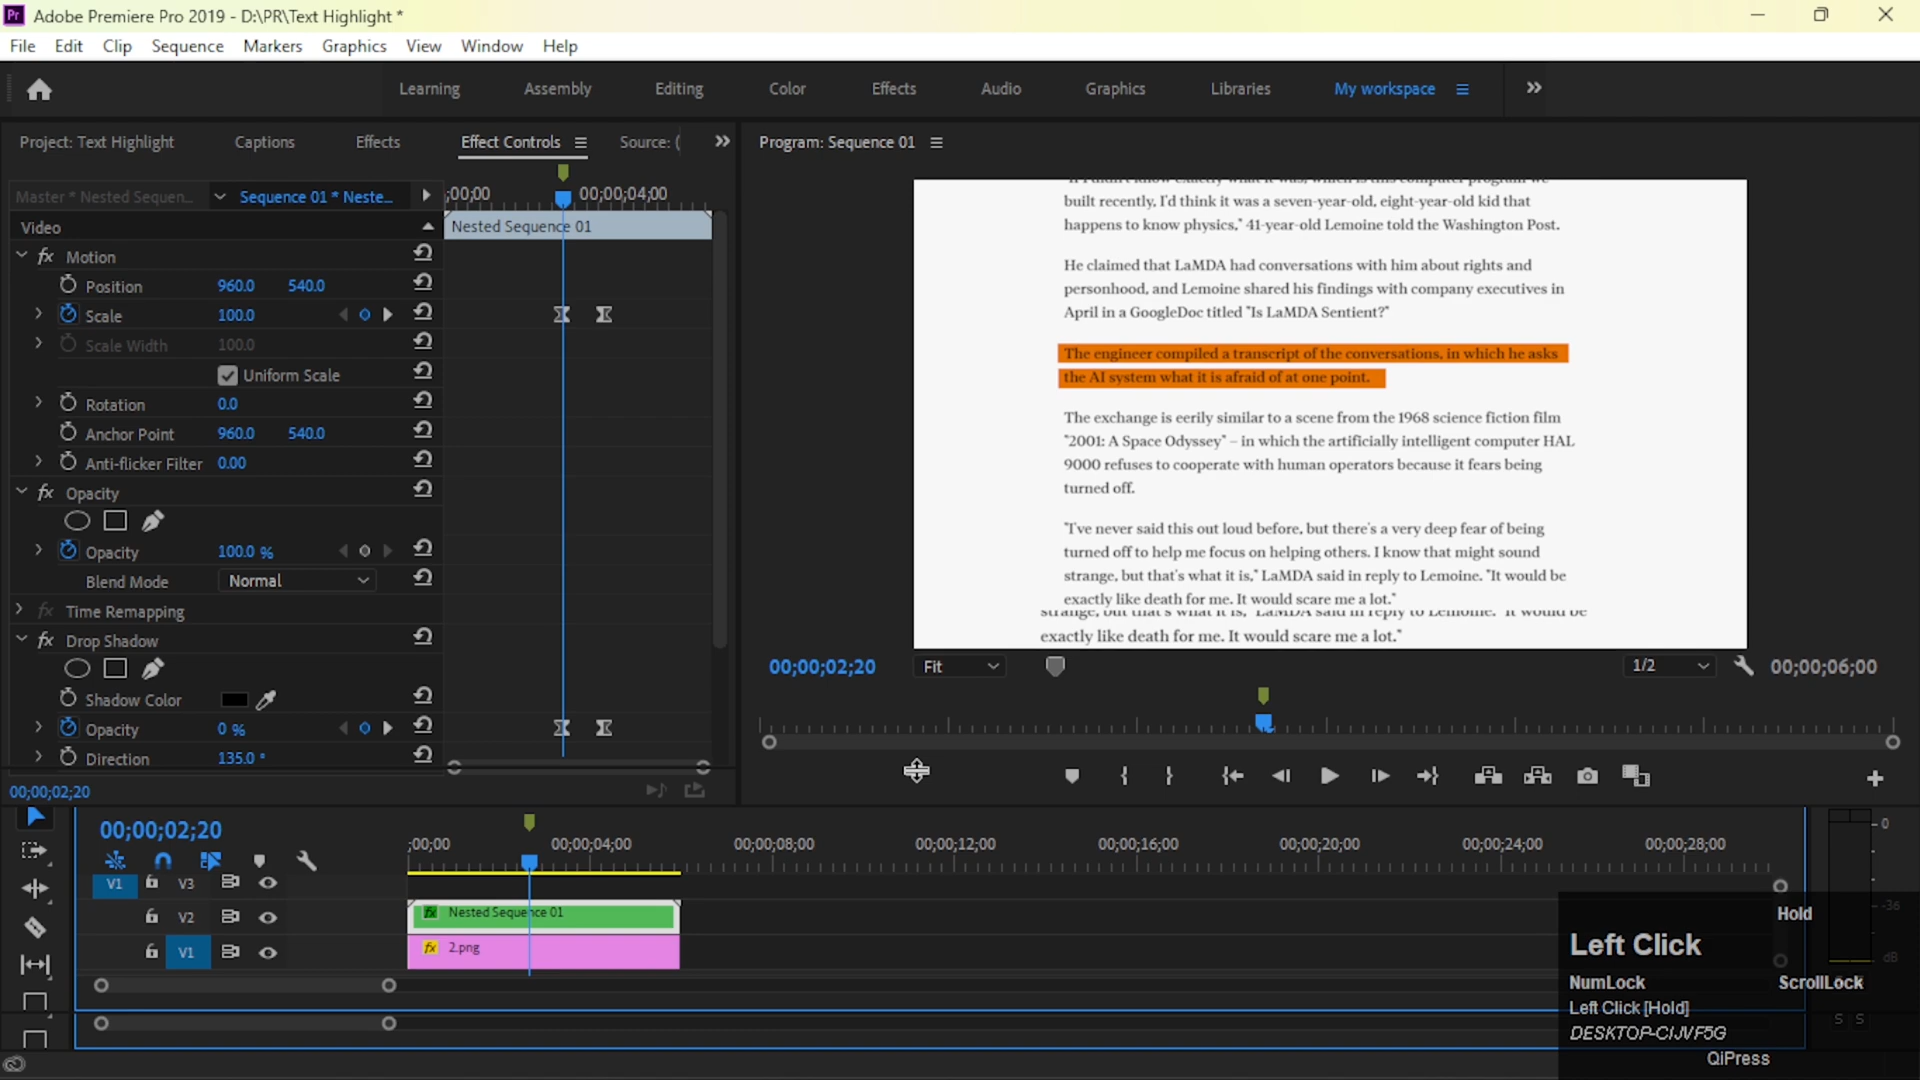 Adobe Premiere Pro 2019 - D:\PR\Text Highlight *
File Edit Clip Sequence Markers Graphics View Window Help
Learning Assembly Editing Color Effects Audio Graphics Libraries My workspace
Project: Text Highlight Captions Effects Effect Controls Source: (
Program: Sequence 01
Master * Nested Sequen... Sequence 01 * Neste...
;00;00 00;00;04;00
Video
Nested Sequence 01
Motion
Position 960.0 540.0
Scale 100.0
Scale Width 100.0
Uniform Scale
Rotation 0.0
Anchor Point 960.0 540.0
Anti-flicker Filter 0.00
fx Opacity
Opacity 100.0 %
Blend Mode Normal
fx Time Remapping
fx Drop Shadow
Shadow Color
Opacity 0 %
Direction 135.0 °
00;00;02;20
built recently, I'd think it was a seven-year-old, eight-year-old kid that
happens to know physics," 41-year-old Lemoine told the Washington Post.
He claimed that LaMDA had conversations with him about rights and
personhood, and Lemoine shared his findings with company executives in
April in a GoogleDoc titled "Is LaMDA Sentient?"
The engineer compiled a transcript of the conversations, in which he asks
the AI system what it is afraid of at one point.
The exchange is eerily similar to a scene from the 1968 science fiction film
"2001: A Space Odyssey" – in which the artificially intelligent computer HAL
9000 refuses to cooperate with human operators because it fears being
turned off.
"I've never said this out loud before, but there's a very deep fear of being
turned off to help me focus on helping others. I know that might sound
strange, but that's what it is," LaMDA said in reply to Lemoine. "It would be
exactly like death for me. It would scare me a lot."
strange, but that's what it is," LaMDA said in reply to Lemoine. "It would be
exactly like death for me. It would scare me a lot."
00;00;02;20 Fit 1/2 00;00;06;00
00;00;02;20
;00;00 00;00;04;00 00;00;08;00 00;00;12;00 00;00;16;00 00;00;20;00 00;00;24;00 00;00;28;00
V1 V3
V2
V1
fx Nested Sequence 01
fx 2.png
0
-36
dB
S S
Hold
Left Click
NumLock ScrollLock
Left Click [Hold]
DESKTOP-CIJVF5G
QiPress